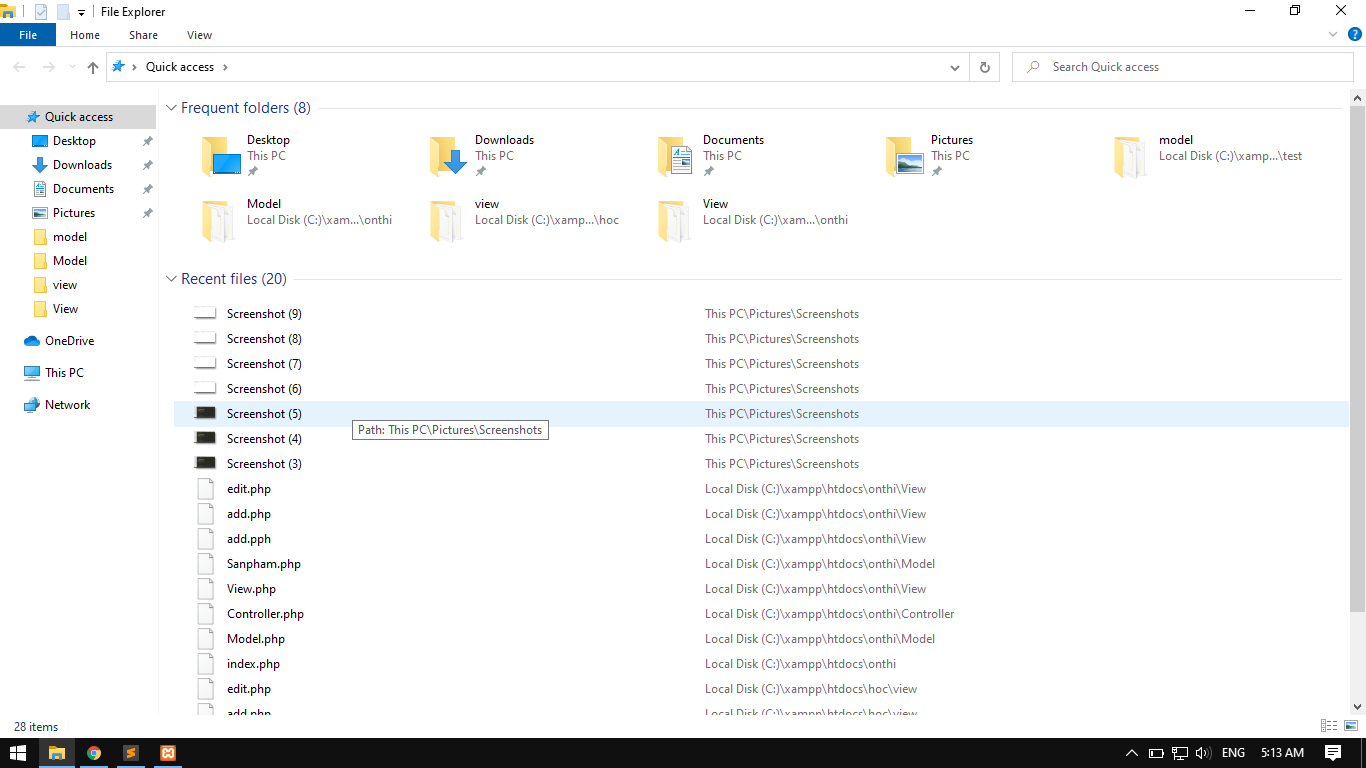 File Explorer
File Home Share View
Quick access
Search Quick access
Quick access
Desktop
Downloads
Documents
Pictures
model
Model
view
View
OneDrive
This PC
Network
Frequent folders (8)
Desktop
This PC
Downloads
This PC
Documents
This PC
Pictures
This PC
model
Local Disk (C:)\xamp...\test
Model
Local Disk (C:)\xam...\onthi
view
Local Disk (C:)\xamp...\hoc
View
Local Disk (C:)\xam...\onthi
Recent files (20)
Screenshot (9) This PC\Pictures\Screenshots
Screenshot (8) This PC\Pictures\Screenshots
Screenshot (7) This PC\Pictures\Screenshots
Screenshot (6) This PC\Pictures\Screenshots
Screenshot (5) This PC\Pictures\Screenshots
Path: This PC\Pictures\Screenshots
Screenshot (4) This PC\Pictures\Screenshots
Screenshot (3) This PC\Pictures\Screenshots
edit.php Local Disk (C:)\xampp\htdocs\onthi\View
add.php Local Disk (C:)\xampp\htdocs\onthi\View
add.pph Local Disk (C:)\xampp\htdocs\onthi\View
Sanpham.php Local Disk (C:)\xampp\htdocs\onthi\Model
View.php Local Disk (C:)\xampp\htdocs\onthi\View
Controller.php Local Disk (C:)\xampp\htdocs\onthi\Controller
Model.php Local Disk (C:)\xampp\htdocs\onthi\Model
index.php Local Disk (C:)\xampp\htdocs\onthi
edit.php Local Disk (C:)\xampp\htdocs\hoc\view
add.php Local Disk (C:)\xampp\htdocs\hoc\view
28 items
ENG 5:13 AM